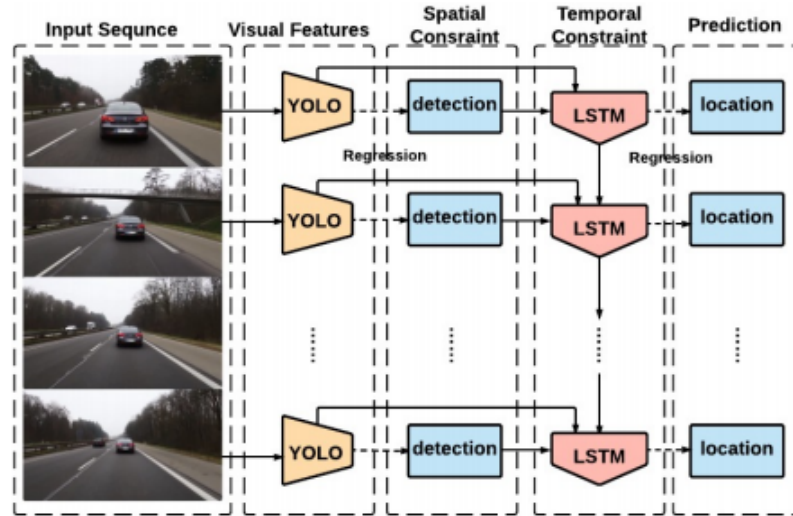 Input Sequnce
Visual Features
Spatial
Consraint
Temporal
Constraint
Prediction
YOLO
detection
LSTM
location
Regression
Regression
YOLO
detection
LSTM
location
YOLO
detection
LSTM
location